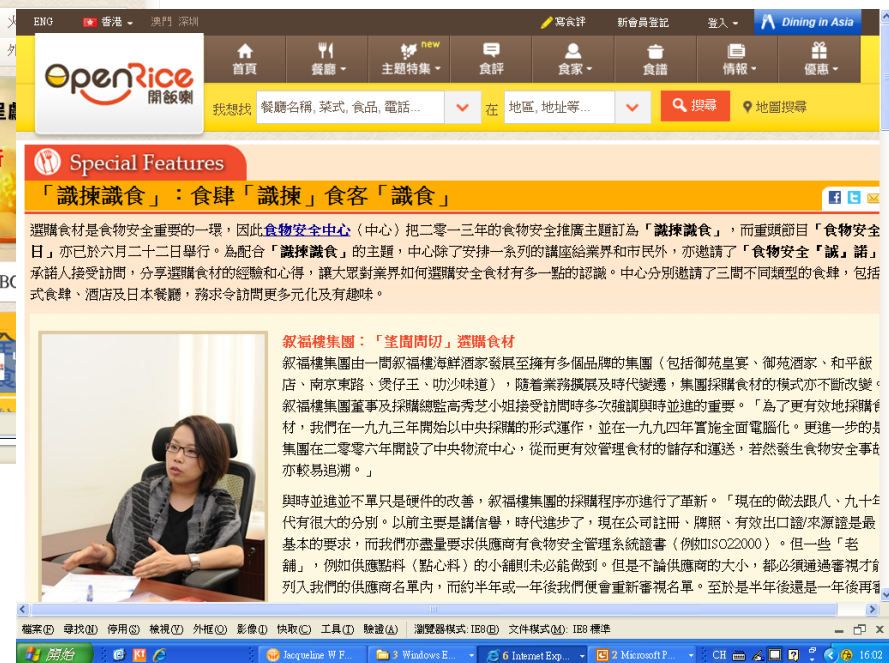 ENG 香港 澳門 深圳 寫食評 新會員登記 登入 Dining in Asia
OpenRice
開飯喇
首頁 餐廳 主題特集 new 食評 食家 食譜 情報 優惠
我想找 餐廳名稱, 菜式, 食品, 電話... 在 地區, 地址等... 搜尋 地圖搜尋
Special Features
「識揀識食」：食肆「識揀」食客「識食」
選購食材是食物安全重要的一環，因此食物安全中心（中心）把二零一三年的食物安全推廣主題訂為「識揀識食」，而重頭節目「食物安全
日」亦已於六月二十二日舉行。為配合「識揀識食」的主題，中心除了安排一系列的講座給業界和市民外，亦邀請了「食物安全『誠』諾」
承諾人接受訪問，分享選購食材的經驗和心得，讓大眾對業界如何選購安全食材有多一點的認識。中心分別邀請了三間不同類型的食肆，包括
式食肆、酒店及日本餐廳，務求令訪問更多元化及有趣味。
敘福樓集團：「望聞問切」選購食材
敘福樓集團由一間敘福樓海鮮酒家發展至擁有多個品牌的集團（包括御苑皇宴、御苑酒家、和平飯
店、南京東路、煲仔王、叻沙味道），隨着業務擴展及時代變遷，集團採購食材的模式亦不斷改變。
敘福樓集團董事及採購總監高秀芝小姐接受訪問時多次強調與時並進的重要。「為了更有效地採購食
材，我們在一九九三年開始以中央採購的形式運作，並在一九九四年實施全面電腦化。更進一步的是
集團在二零零六年開設了中央物流中心，從而更有效管理食材的儲存和運送，若然發生食物安全事故
亦較易追溯。」
與時並進並不單只是硬件的改善，敘福樓集團的採購程序亦進行了革新。「現在的做法跟八、九十年
代有很大的分別。以前主要是講信譽，時代進步了，現在公司註冊、牌照、有效出口證/來源證是最
基本的要求，而我們亦盡量要求供應商有食物安全管理系統證書（例如ISO22000）。但一些「老
舖」，例如供應點料（點心料）的小舖則未必能做到。但是不論供應商的大小，都必須通過審視才能
列入我們的供應商名單內，而約半年或一年後我們便會重新審視名單。至於是半年後還是一年後再審
檔案(F) 尋找(N) 停用(S) 檢視(V) 外框(O) 影像(I) 快取(C) 工具(T) 驗證(A) 瀏覽器模式: IE8(B) 文件模式(M): IE8 標準
開始 Jacqueline W F... 3 Windows E... 6 Internet Exp... 2 Microsoft P... CH 16:02